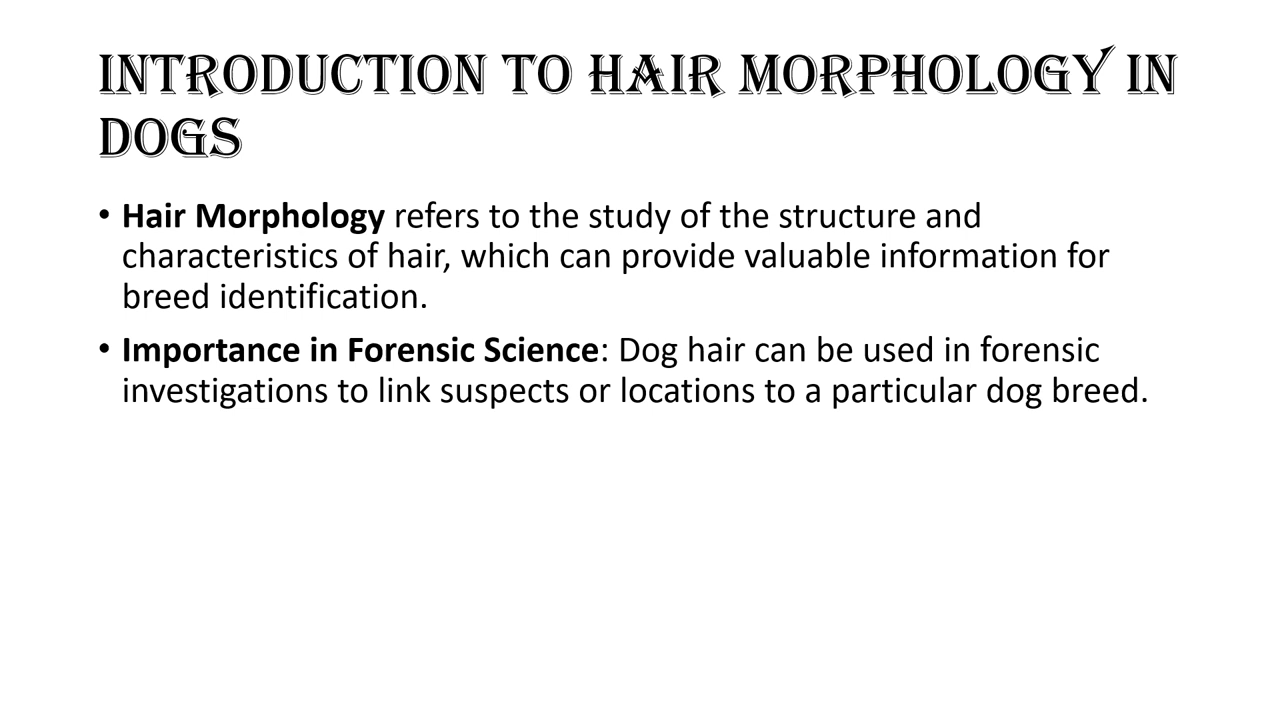 INTRODUCTION TO HAIR MORPHOLOGY IN
DOGS
• Hair Morphology refers to the study of the structure and
characteristics of hair, which can provide valuable information for
breed identification.
• Importance in Forensic Science: Dog hair can be used in forensic
investigations to link suspects or locations to a particular dog breed.